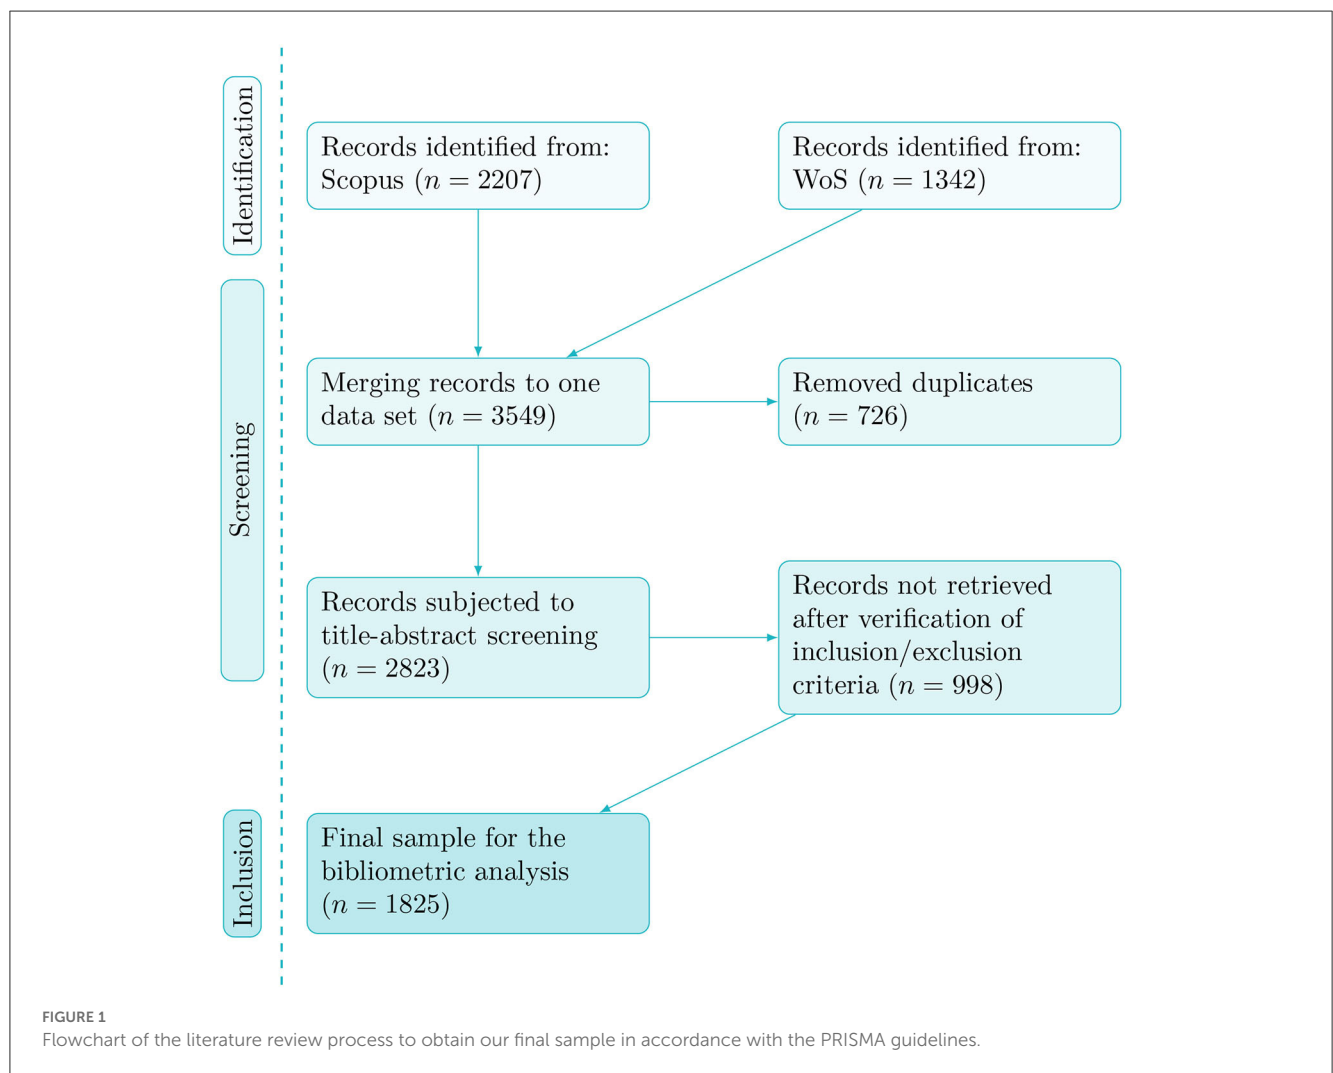 Identification
Records identified from:
Scopus (n = 2207)
Records identified from:
WoS (n = 1342)
Screening
Merging records to one
data set (n = 3549)
Removed duplicates
(n = 726)
Records subjected to
title-abstract screening
(n = 2823)
Records not retrieved
after verification of
inclusion/exclusion
criteria (n = 998)
Inclusion
Final sample for the
bibliometric analysis
(n = 1825)
FIGURE 1
Flowchart of the literature review process to obtain our final sample in accordance with the PRISMA guidelines.